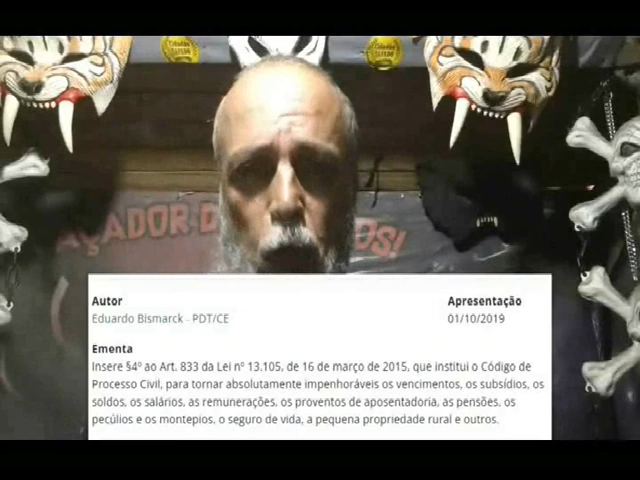 AÇADOR D
OS!
Autor
Apresentação
Eduardo Bismarck - PDT/CE
01/10/2019
Ementa
Insere §4º ao Art. 833 da Lei nº 13.105, de 16 de março de 2015, que institui o Código de
Processo Civil, para tornar absolutamente impenhoráveis os vencimentos, os subsídios, os
soldos, os salários, as remunerações, os proventos de aposentadoria, as pensões, os
pecúlios e os montepios, o seguro de vida, a pequena propriedade rural e outros.